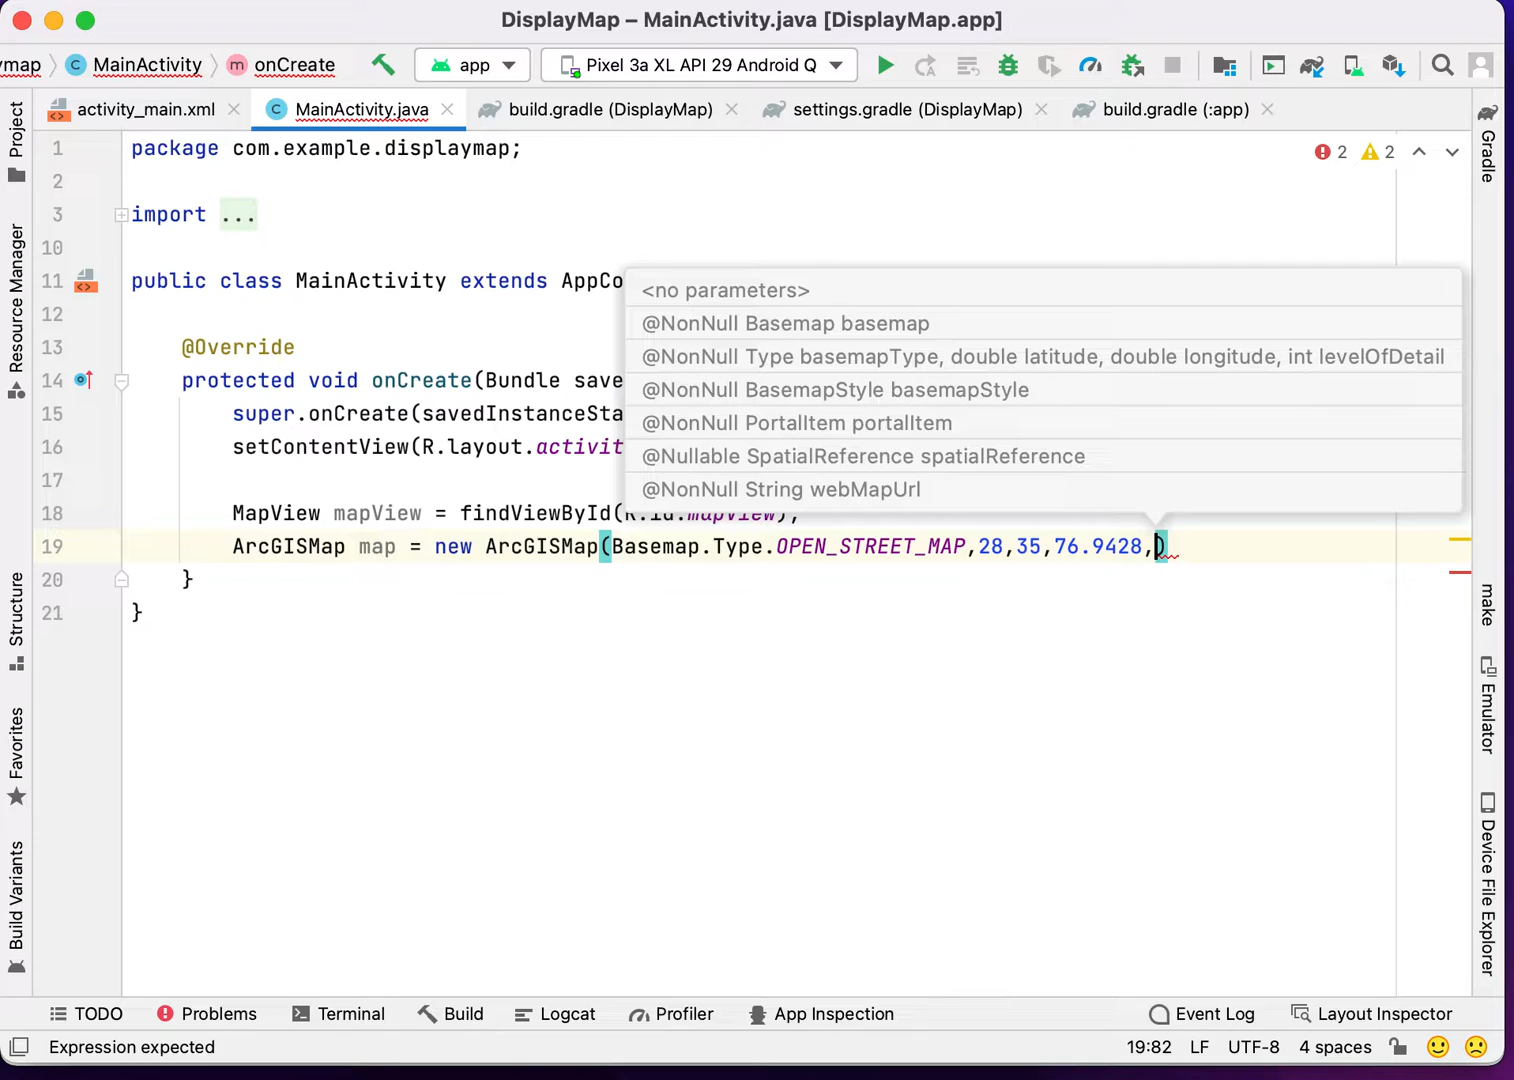 DisplayMap – MainActivity.java [DisplayMap.app]
ymap MainActivity onCreate app Pixel 3a XL API 29 Android Q
activity_main.xml MainActivity.java build.gradle (DisplayMap) settings.gradle (DisplayMap) build.gradle (:app)
Project
Resource Manager
Structure
Favorites
Build Variants
1 package com.example.displaymap;
2 2
2
3 import ...
10
11 public class MainActivity extends AppCo
12
13 @Override
14 protected void onCreate(Bundle save
15 super.onCreate(savedInstanceSta
16 setContentView(R.layout.activit
17
18 MapView mapView = findViewById(R.id.mapView);
19 ArcGISMap map = new ArcGISMap(Basemap.Type.OPEN_STREET_MAP,28,35,76.9428,)
20 }
21 }
<no parameters>
@NonNull Basemap basemap
@NonNull Type basemapType, double latitude, double longitude, int levelOfDetail
@NonNull BasemapStyle basemapStyle
@NonNull PortalItem portalItem
@Nullable SpatialReference spatialReference
@NonNull String webMapUrl
Gradle
make
Emulator
Device File Explorer
TODO Problems Terminal Build Logcat Profiler App Inspection Event Log Layout Inspector
Expression expected 19:82 LF UTF-8 4 spaces